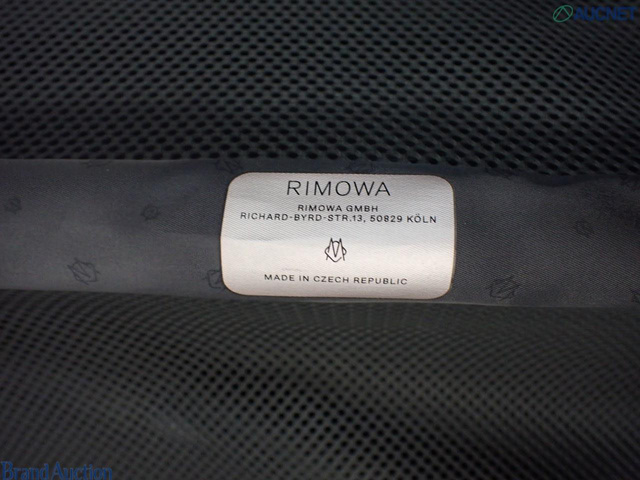 AUCNET
RIMOWA
RIMOWA GMBH
RICHARD-BYRD-STR.13, 50829 KÖLN
MADE IN CZECH REPUBLIC
Brand Auction